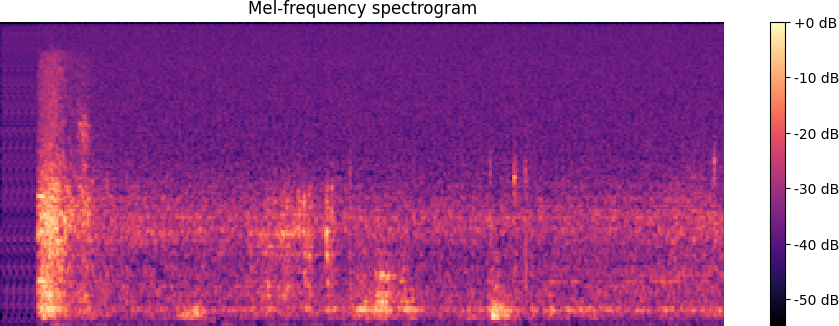 Mel-frequency spectrogram
+0 dB
-10 dB
-20 dB
-30 dB
-40 dB
-50 dB